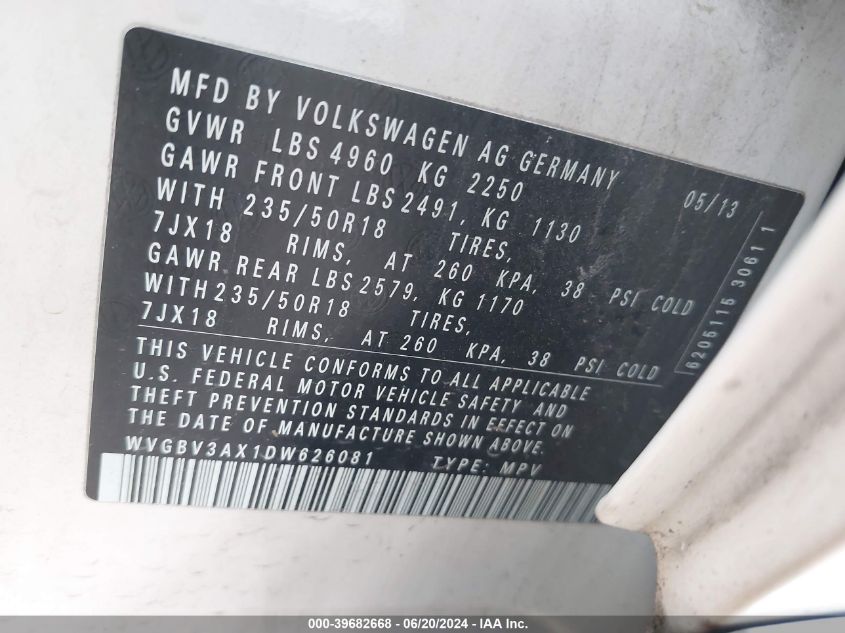 MFD BY VOLKSWAGEN AG GERMANY 05/13
GVWR LBS 4960 KG 2250
GAWR FRONT LBS 2491, KG 1130
WITH 235/50R18 TIRES,
7JX18 RIMS, AT 260 KPA, 38 PSI COLD
GAWR REAR LBS 2579, KG 1170
WITH 235/50R18 TIRES,
7JX18 RIMS, AT 260 KPA, 38 PSI COLD
THIS VEHICLE CONFORMS TO ALL APPLICABLE
U.S. FEDERAL MOTOR VEHICLE SAFETY AND
THEFT PREVENTION STANDARDS IN EFFECT ON
THE DATE OF MANUFACTURE SHOWN ABOVE.
WVGBV3AX1DW626081 TYPE: MPV
6205115 3061 1
000-39682668 - 06/20/2024 - IAA Inc.